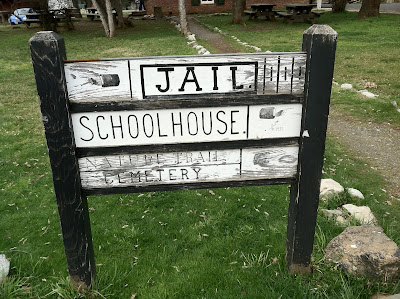 JAIL.
SCHOOLHOUSE.
NATURE TRAIL
CEMETERY